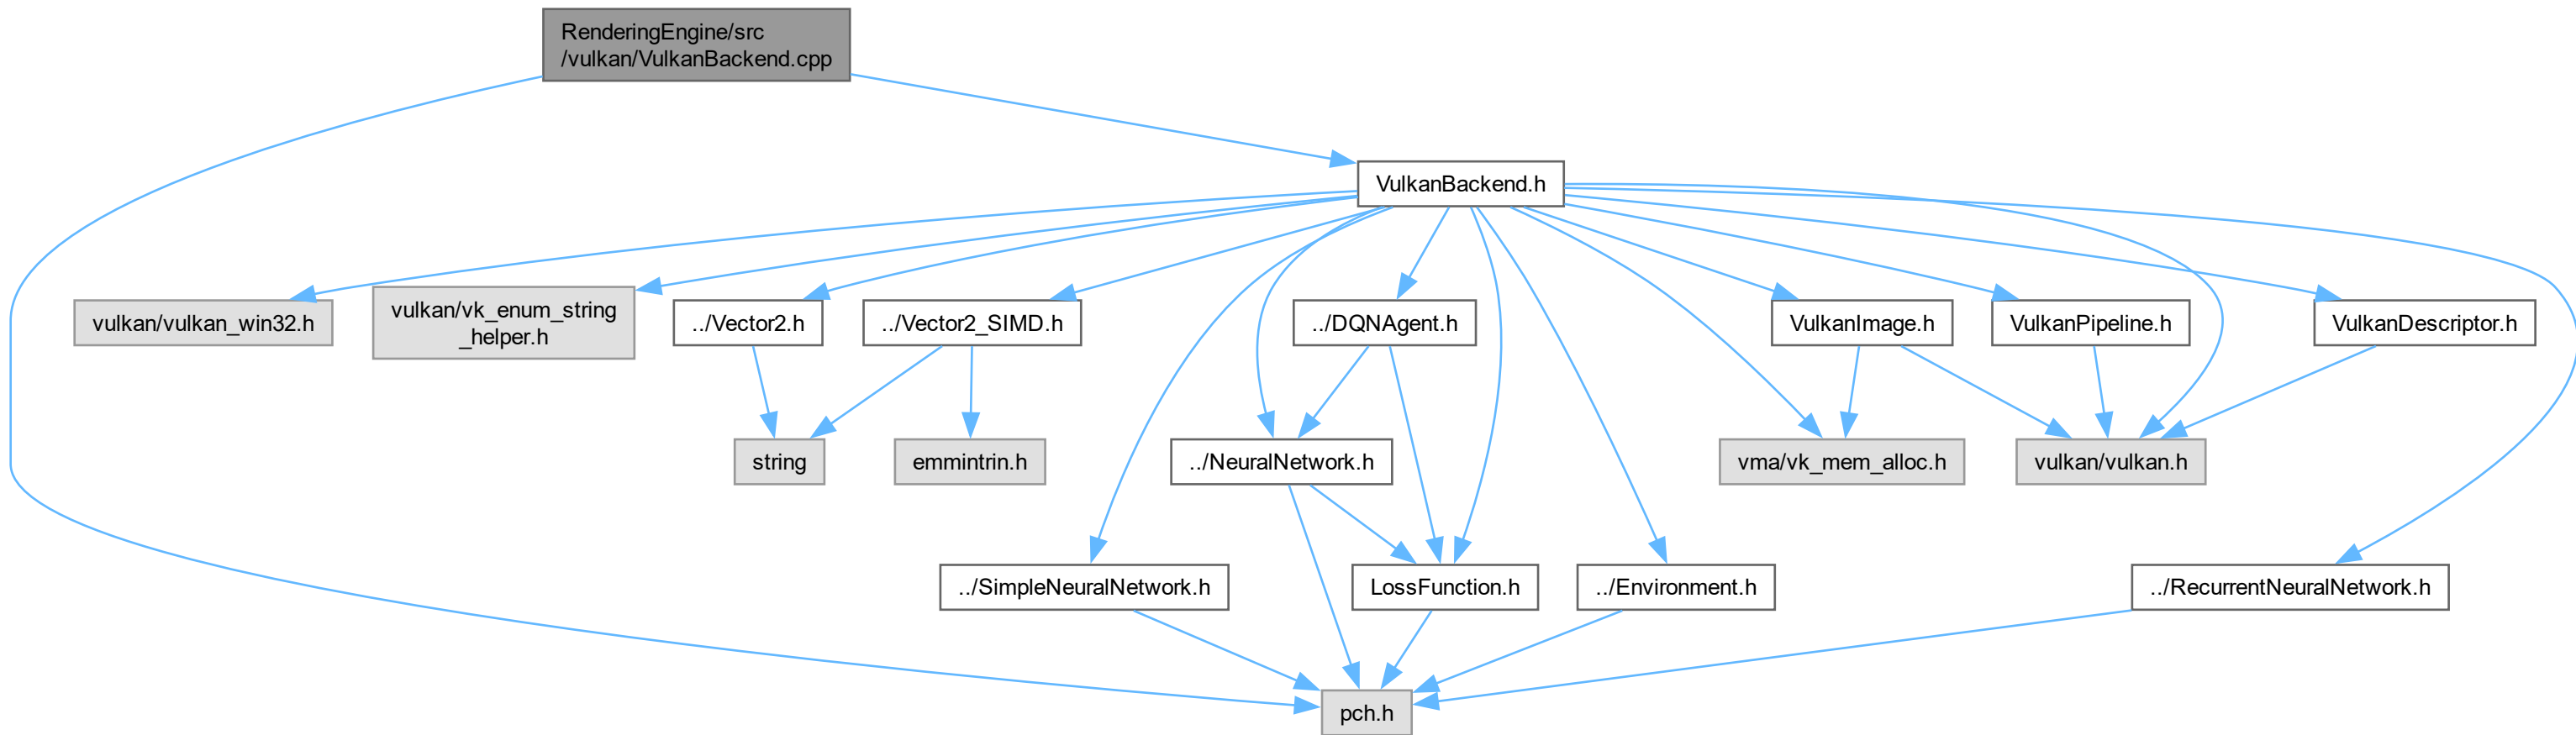 RenderingEngine/src
/vulkan/VulkanBackend.cpp
VulkanBackend.h
vulkan/vulkan_win32.h
vulkan/vk_enum_string
_helper.h
../Vector2.h
../Vector2_SIMD.h
../DQNAgent.h
VulkanImage.h
VulkanPipeline.h
VulkanDescriptor.h
string
emmintrin.h
../NeuralNetwork.h
vma/vk_mem_alloc.h
vulkan/vulkan.h
../SimpleNeuralNetwork.h
LossFunction.h
../Environment.h
../RecurrentNeuralNetwork.h
pch.h